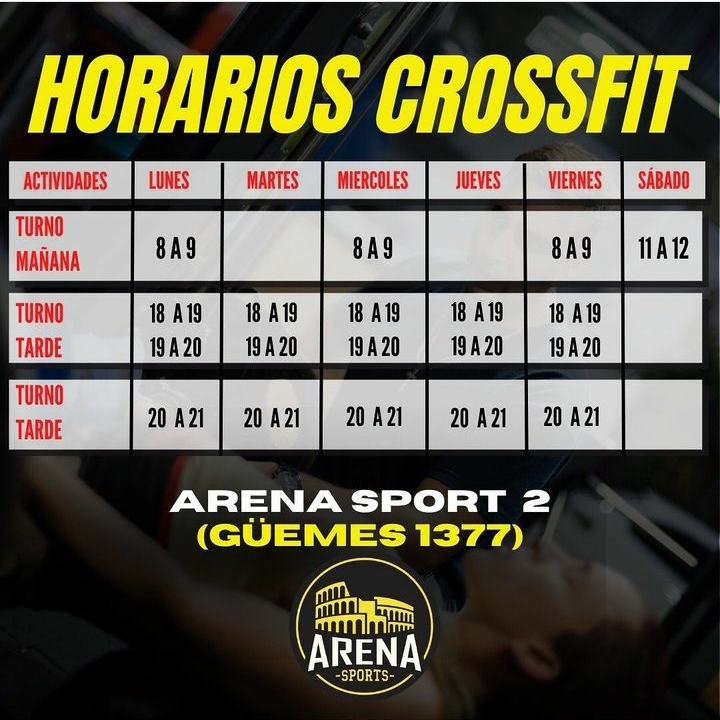 HORARIOS CROSSFIT
ACTIVIDADES LUNES MARTES MIERCOLES JUEVES VIERNES SÁBADO
TURNO MAÑANA 8 A 9 8 A 9 8 A 9 11 A 12
TURNO 18 A 19 18 A 19 18 A 19 18 A 19 18 A 19
TARDE 19 A 20 19 A 20 19 A 20 19 A 20 19 A 20
TURNO TARDE 20 A 21 20 A 21 20 A 21 20 A 21 20 A 21
ARENA SPORT 2
(GÜEMES 1377)
ARENA
-SPORTS-